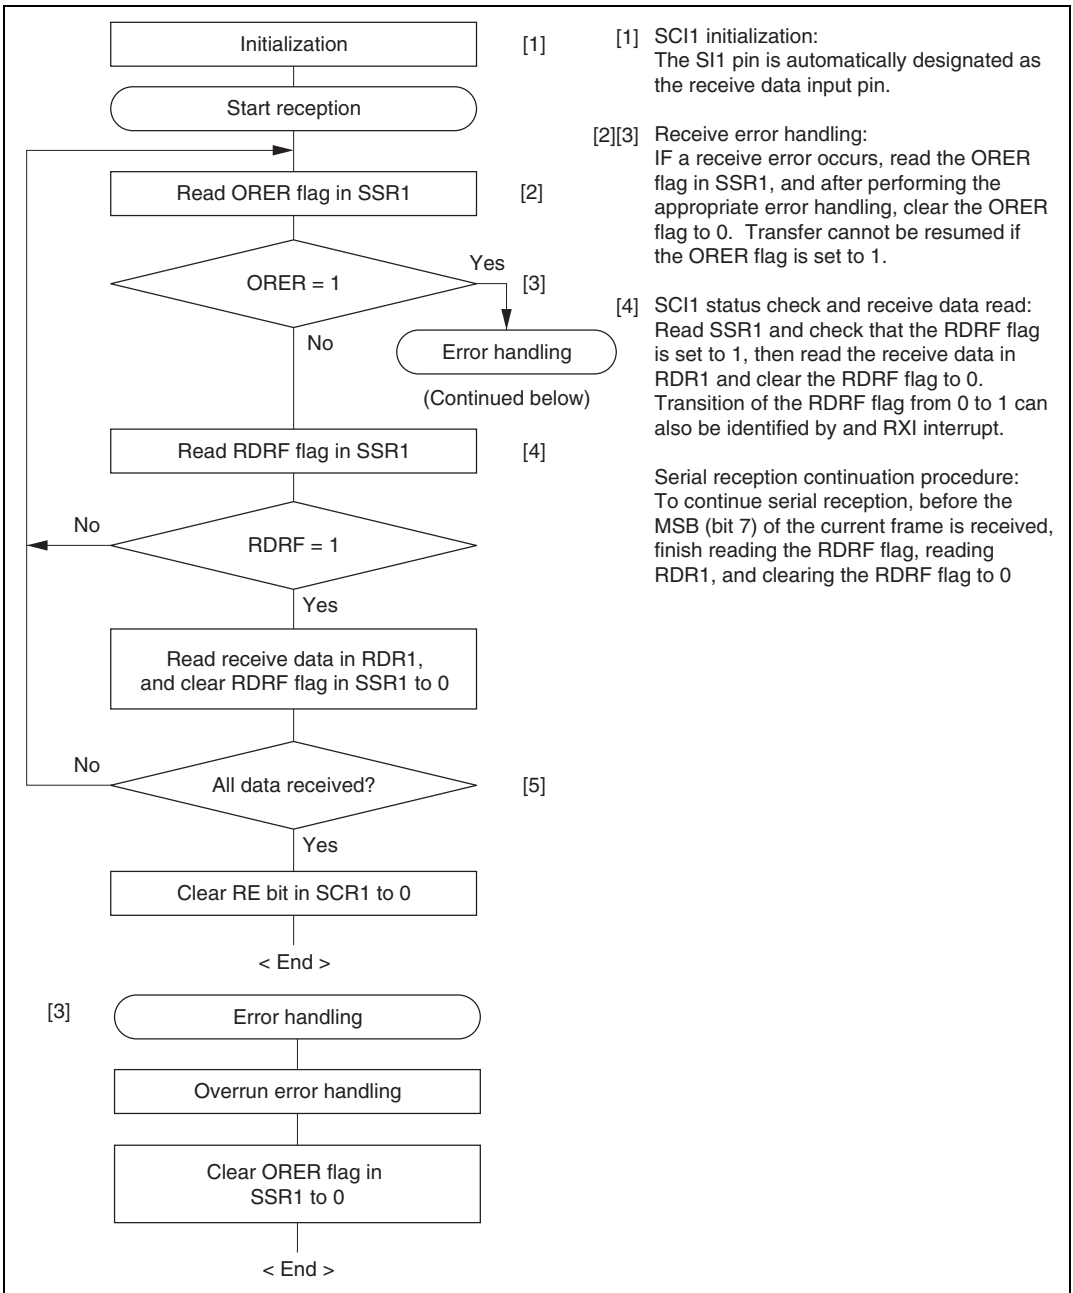 Initialization
[1]
Start reception
Read ORER flag in SSR1
[2]
ORER = 1
Yes
[3]
No
Error handling
(Continued below)
Read RDRF flag in SSR1
[4]
No
RDRF = 1
Yes
Read receive data in RDR1,
and clear RDRF flag in SSR1 to 0
No
All data received?
[5]
Yes
Clear RE bit in SCR1 to 0
< End >
[3]
Error handling
Overrun error handling
Clear ORER flag in
SSR1 to 0
< End >
[1] SCI1 initialization:
The SI1 pin is automatically designated as
the receive data input pin.
[2][3] Receive error handling:
IF a receive error occurs, read the ORER
flag in SSR1, and after performing the
appropriate error handling, clear the ORER
flag to 0. Transfer cannot be resumed if
the ORER flag is set to 1.
[4] SCI1 status check and receive data read:
Read SSR1 and check that the RDRF flag
is set to 1, then read the receive data in
RDR1 and clear the RDRF flag to 0.
Transition of the RDRF flag from 0 to 1 can
also be identified by and RXI interrupt.
Serial reception continuation procedure:
To continue serial reception, before the
MSB (bit 7) of the current frame is received,
finish reading the RDRF flag, reading
RDR1, and clearing the RDRF flag to 0